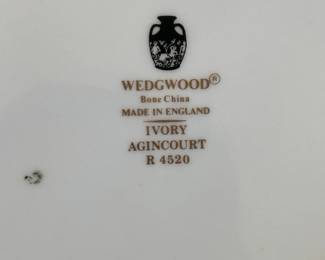 WEDGWOOD®
Bone China
MADE IN ENGLAND
IVORY
AGINCOURT
R 4520